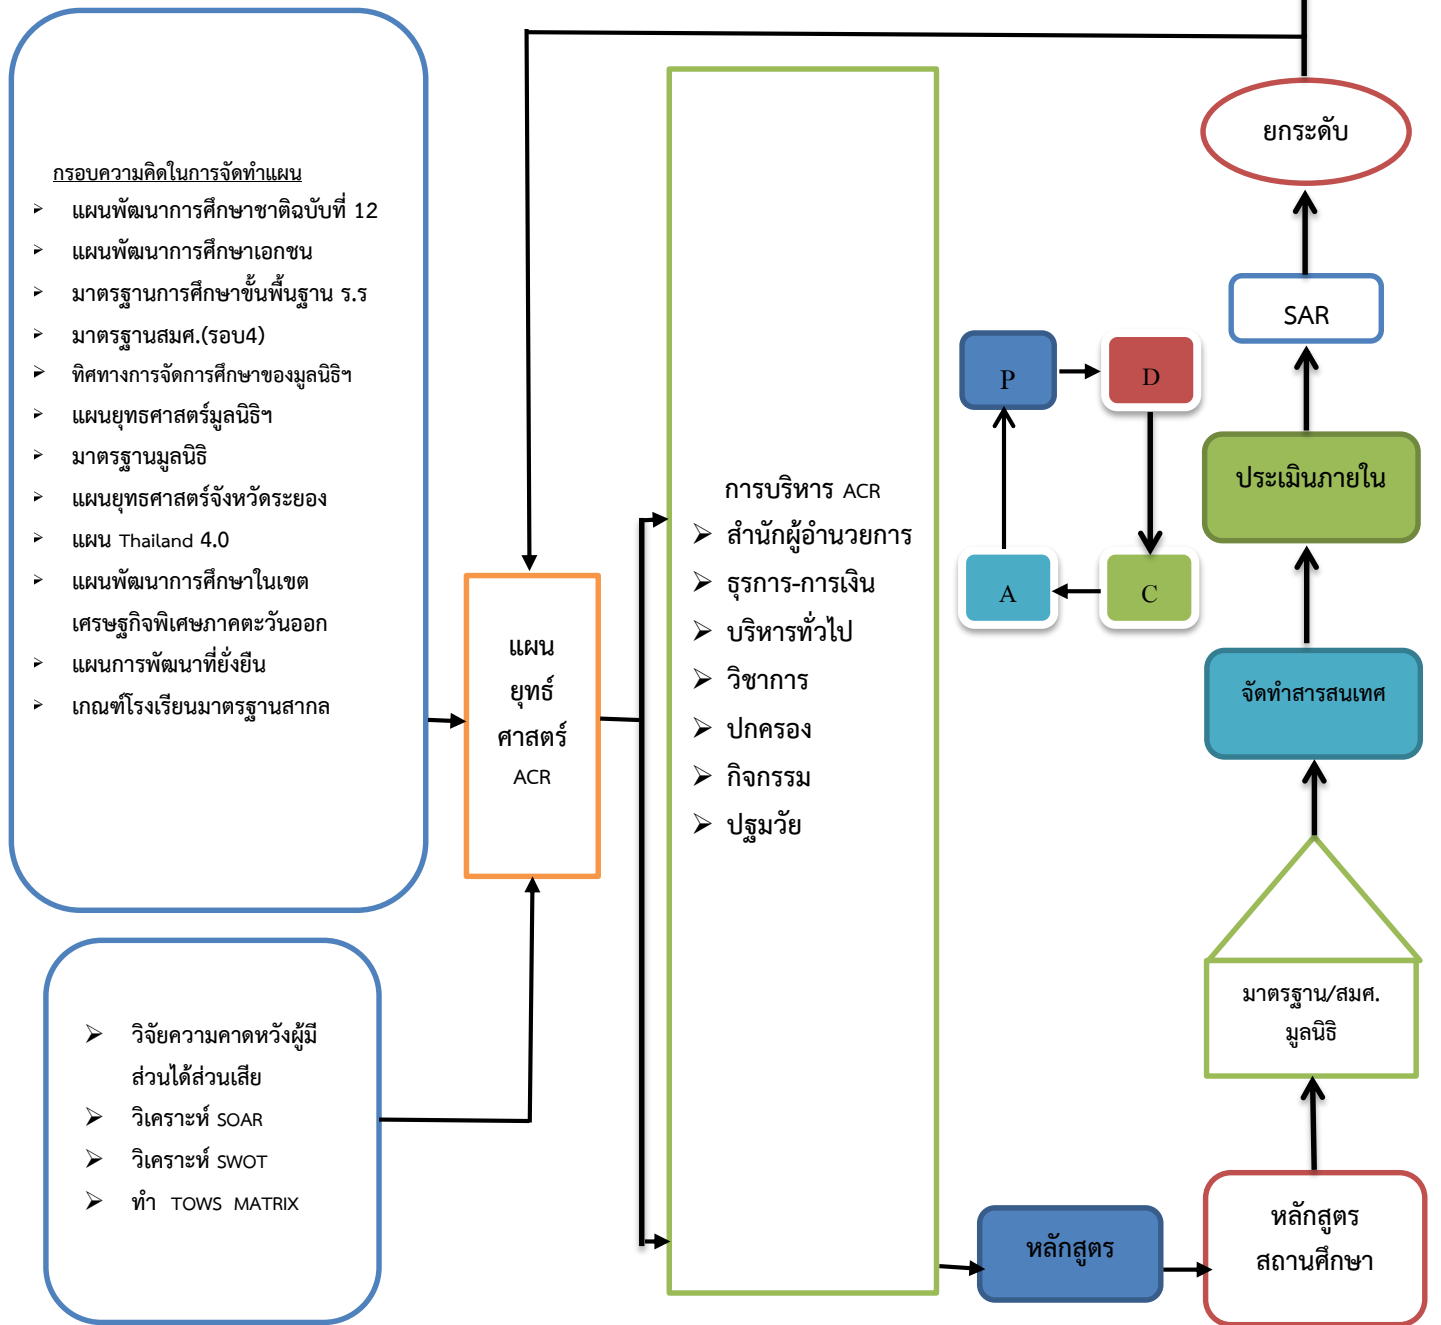 กรอบความคิดในการจัดทำแผน
แผนพัฒนาการศึกษาชาติฉบับที่ 12
แผนพัฒนาการศึกษาเอกชน
มาตรฐานการศึกษาขั้นพื้นฐาน ร.ร
มาตรฐานสมศ.(รอบ4)
ทิศทางการจัดการศึกษาของมูลนิธิฯ
แผนยุทธศาสตร์มูลนิธิฯ
มาตรฐานมูลนิธิ
แผนยุทธศาสตร์จังหวัดระยอง
แผน Thailand 4.0
แผนพัฒนาการศึกษาในเขต
เศรษฐกิจพิเศษภาคตะวันออก
แผนการพัฒนาที่ยั่งยืน
เกณฑ์โรงเรียนมาตรฐานสากล
วิจัยความคาดหวังผู้มี
ส่วนได้ส่วนเสีย
วิเคราะห์ SOAR
วิเคราะห์ SWOT
ทำ TOWS MATRIX
แผน
ยุทธ์
ศาสตร์
ACR
การบริหาร ACR
สำนักผู้อำนวยการ
ธุรการ-การเงิน
บริหารทั่วไป
วิชาการ
ปกครอง
กิจกรรม
ปฐมวัย
P
D
A
C
หลักสูตร
หลักสูตร
สถานศึกษา
มาตรฐาน/สมศ.
มูลนิธิ
จัดทำสารสนเทศ
ประเมินภายใน
SAR
ยกระดับ